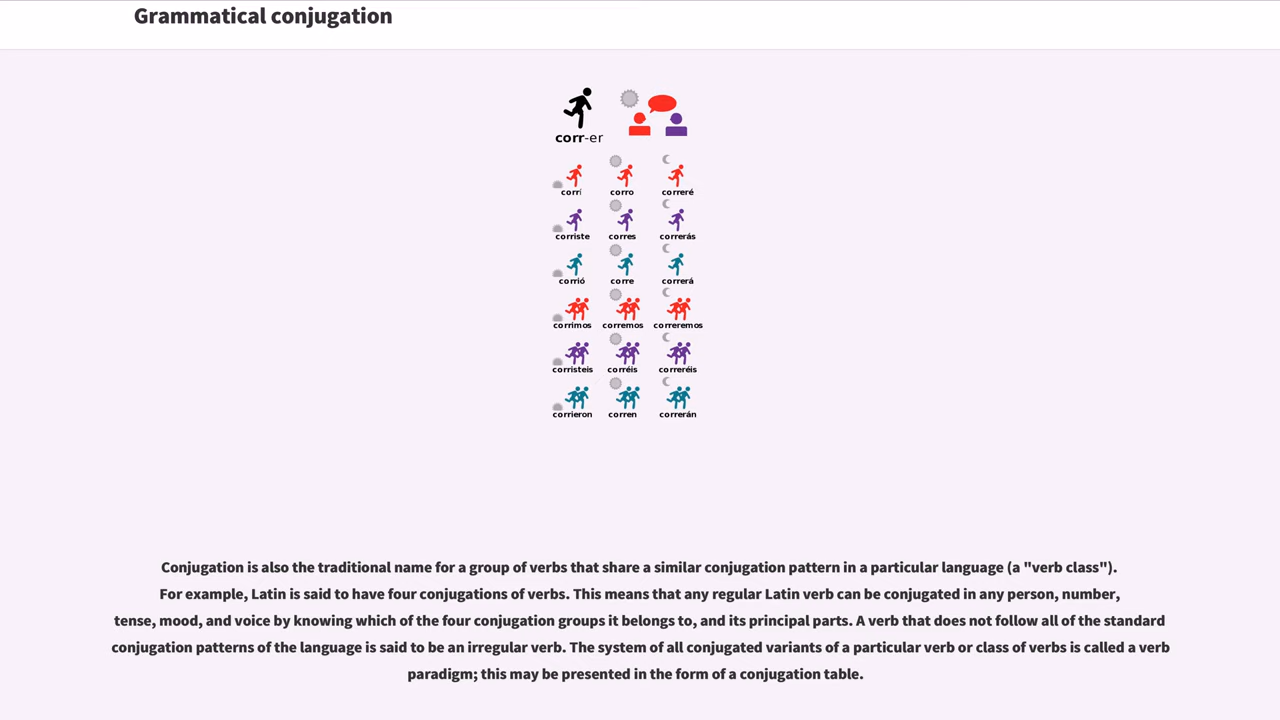 Grammatical conjugation
corr-er
corrí corro correré
corriste corres correrás
corrió corre correrá
corrimos corremos correremos
corristeis corréis correréis
corrieron corren correrán
Conjugation is also the traditional name for a group of verbs that share a similar conjugation pattern in a particular language (a "verb class").
For example, Latin is said to have four conjugations of verbs. This means that any regular Latin verb can be conjugated in any person, number,
tense, mood, and voice by knowing which of the four conjugation groups it belongs to, and its principal parts. A verb that does not follow all of the standard
conjugation patterns of the language is said to be an irregular verb. The system of all conjugated variants of a particular verb or class of verbs is called a verb
paradigm; this may be presented in the form of a conjugation table.